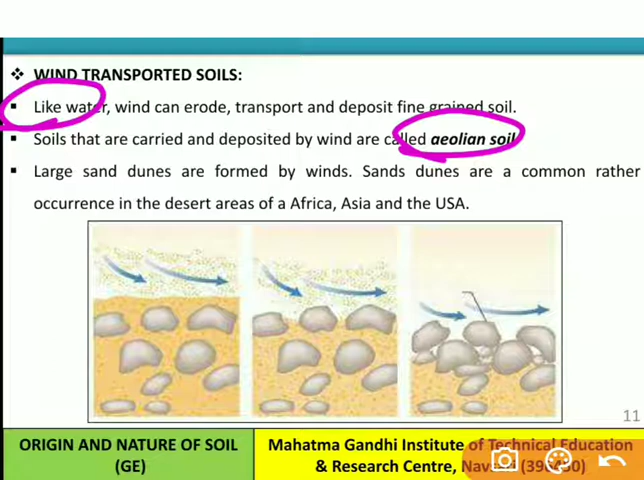 ❖ WIND TRANSPORTED SOILS:
▪ Like water, wind can erode, transport and deposit fine grained soil.
▪ Soils that are carried and deposited by wind are called aeolian soil
▪ Large sand dunes are formed by winds. Sands dunes are a common rather
occurrence in the desert areas of a Africa, Asia and the USA.
11
ORIGIN AND NATURE OF SOIL
(GE)
Mahatma Gandhi Institute of Technical Education
& Research Centre,